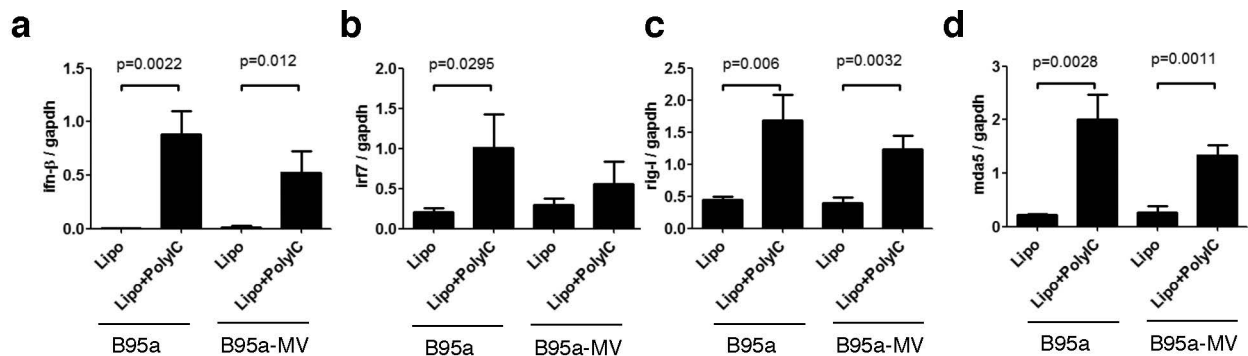 a
p=0.0022
p=0.012
ifn-β / gapdh
1.5
1.0
0.5
0.0
Lipo
Lipo+PolyIC
Lipo
Lipo+PolyIC
B95a
B95a-MV
b
p=0.0295
irf7 / gapdh
2.0
1.5
1.0
0.5
0.0
Lipo
Lipo+PolyIC
Lipo
Lipo+PolyIC
B95a
B95a-MV
c
p=0.006
p=0.0032
rig-i / gapdh
2.5
2.0
1.5
1.0
0.5
0.0
Lipo
Lipo+PolyIC
Lipo
Lipo+PolyIC
B95a
B95a-MV
d
p=0.0028
p=0.0011
mda5 / gapdh
3
2
1
0
Lipo
Lipo+PolyIC
Lipo
Lipo+PolyIC
B95a
B95a-MV